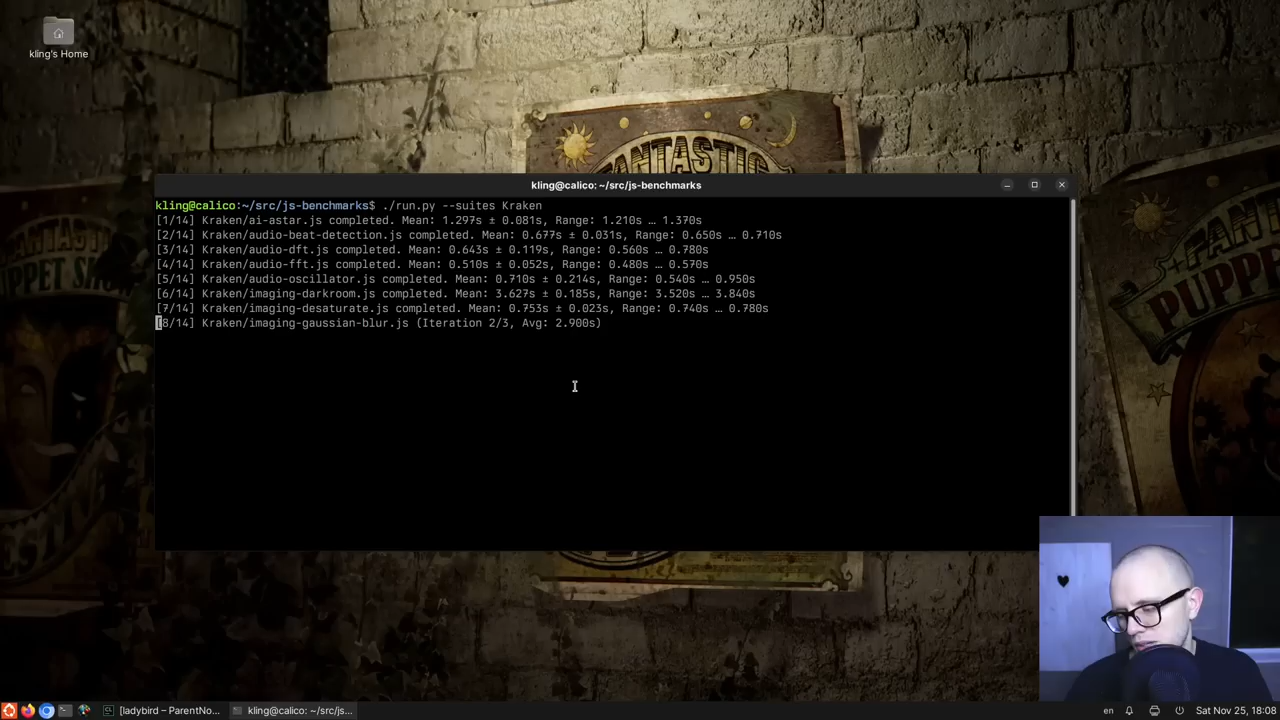 kling's Home
FANTASTIC
PUPPET SH
PUPPE
kling@calico: ~/src/js-benchmarks
kling@calico:~/src/js-benchmarks$ ./run.py --suites Kraken
[1/14] Kraken/ai-astar.js completed. Mean: 1.297s ± 0.081s, Range: 1.210s … 1.370s
[2/14] Kraken/audio-beat-detection.js completed. Mean: 0.677s ± 0.031s, Range: 0.650s … 0.710s
[3/14] Kraken/audio-dft.js completed. Mean: 0.643s ± 0.119s, Range: 0.560s … 0.780s
[4/14] Kraken/audio-fft.js completed. Mean: 0.510s ± 0.052s, Range: 0.480s … 0.570s
[5/14] Kraken/audio-oscillator.js completed. Mean: 0.710s ± 0.214s, Range: 0.540s … 0.950s
[6/14] Kraken/imaging-darkroom.js completed. Mean: 3.627s ± 0.185s, Range: 3.520s … 3.840s
[7/14] Kraken/imaging-desaturate.js completed. Mean: 0.753s ± 0.023s, Range: 0.740s … 0.780s
[8/14] Kraken/imaging-gaussian-blur.js (Iteration 2/3, Avg: 2.900s)
[ladybird – ParentNo...
kling@calico: ~/src/js...
en
Sat Nov 25, 18:08